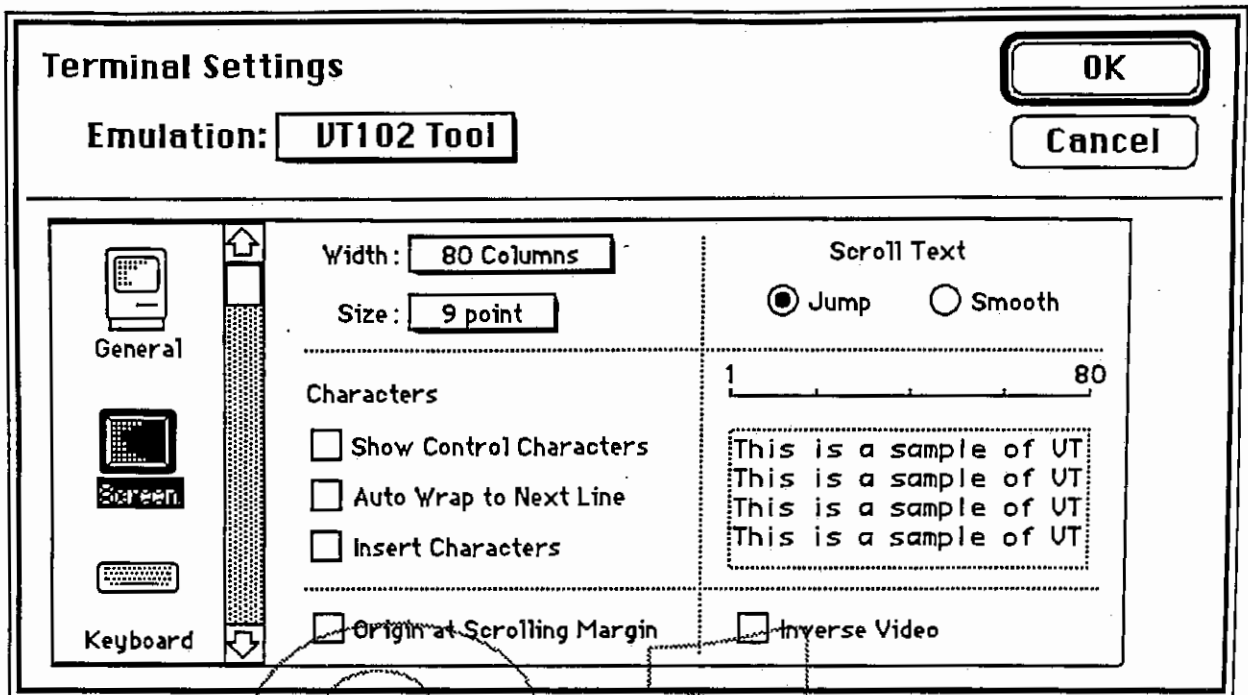 Terminal Settings
OK
Emulation: VT102 Tool
Cancel
General
Screen
Keyboard
Width: 80 Columns
Size: 9 point
Scroll Text
Jump Smooth
Characters
Show Control Characters
Auto Wrap to Next Line
Insert Characters
1 80
This is a sample of VT
This is a sample of VT
This is a sample of VT
This is a sample of VT
Origin at Scrolling Margin
Inverse Video